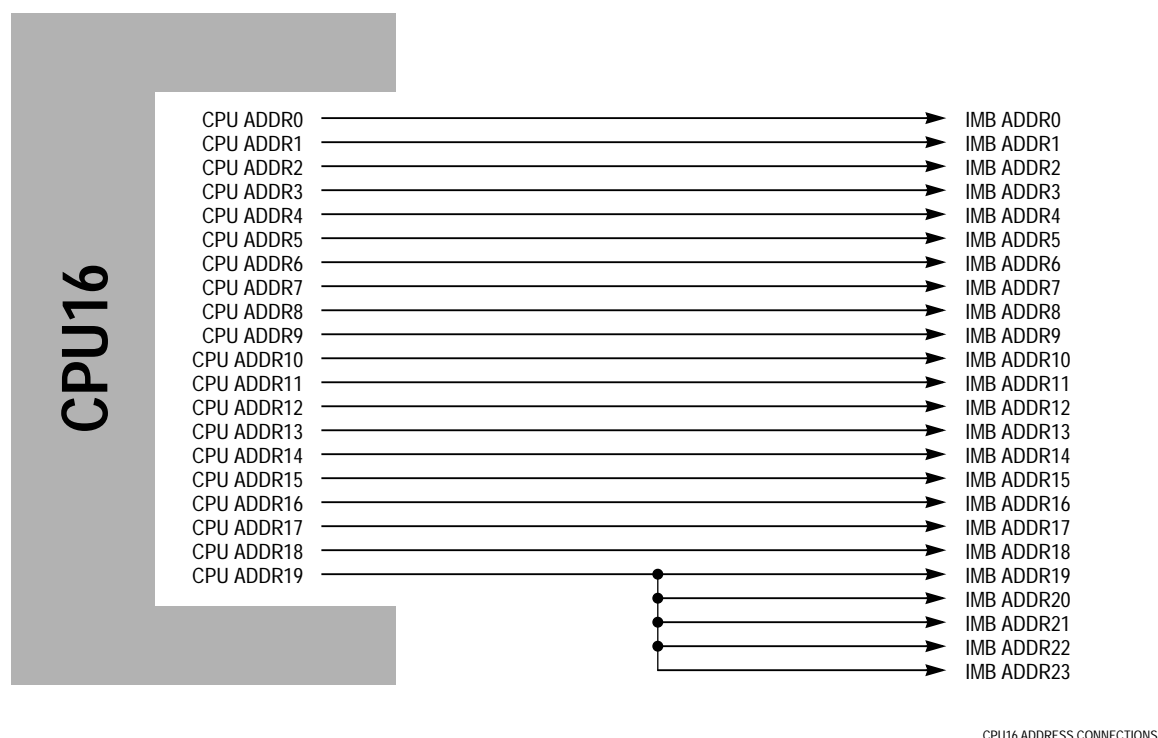 CPU16
CPU ADDR0 IMB ADDR0
CPU ADDR1 IMB ADDR1
CPU ADDR2 IMB ADDR2
CPU ADDR3 IMB ADDR3
CPU ADDR4 IMB ADDR4
CPU ADDR5 IMB ADDR5
CPU ADDR6 IMB ADDR6
CPU ADDR7 IMB ADDR7
CPU ADDR8 IMB ADDR8
CPU ADDR9 IMB ADDR9
CPU ADDR10 IMB ADDR10
CPU ADDR11 IMB ADDR11
CPU ADDR12 IMB ADDR12
CPU ADDR13 IMB ADDR13
CPU ADDR14 IMB ADDR14
CPU ADDR15 IMB ADDR15
CPU ADDR16 IMB ADDR16
CPU ADDR17 IMB ADDR17
CPU ADDR18 IMB ADDR18
CPU ADDR19 IMB ADDR19
IMB ADDR20
IMB ADDR21
IMB ADDR22
IMB ADDR23
CPU16 ADDRESS CONNECTIONS